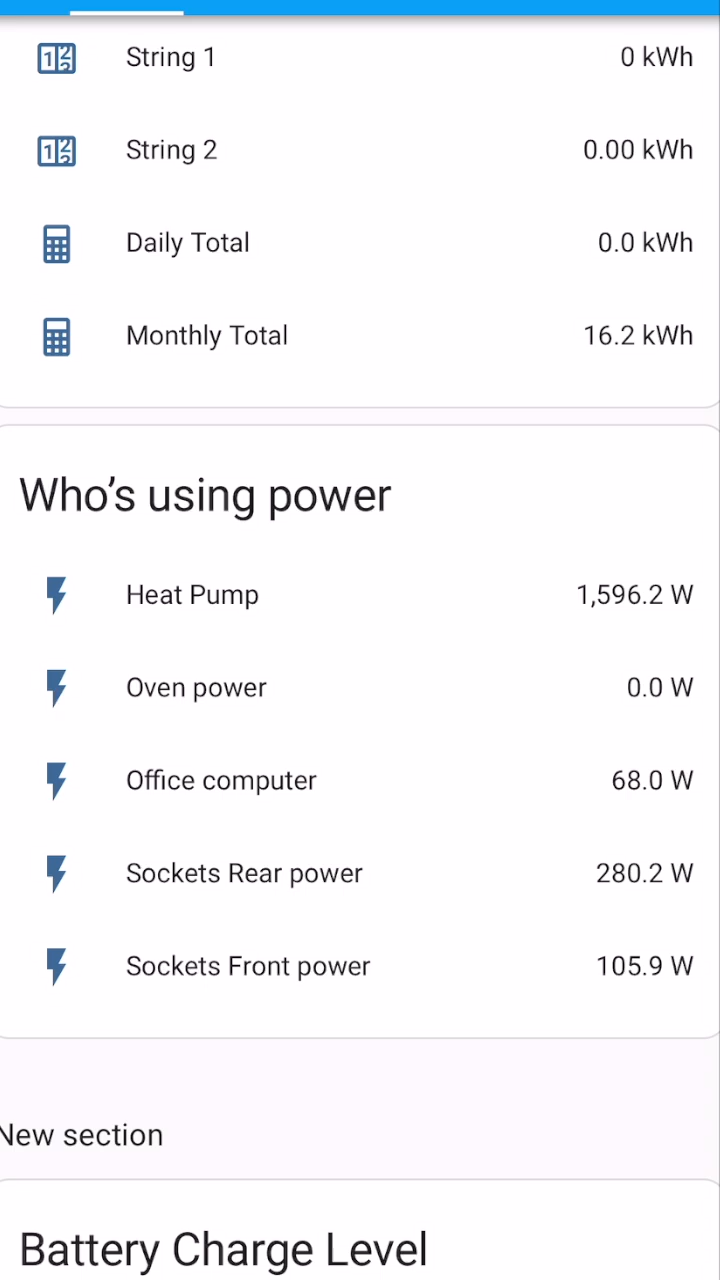 String 1 0 kWh
String 2 0.00 kWh
Daily Total 0.0 kWh
Monthly Total 16.2 kWh
Who’s using power
Heat Pump 1,596.2 W
Oven power 0.0 W
Office computer 68.0 W
Sockets Rear power 280.2 W
Sockets Front power 105.9 W
New section
Battery Charge Level